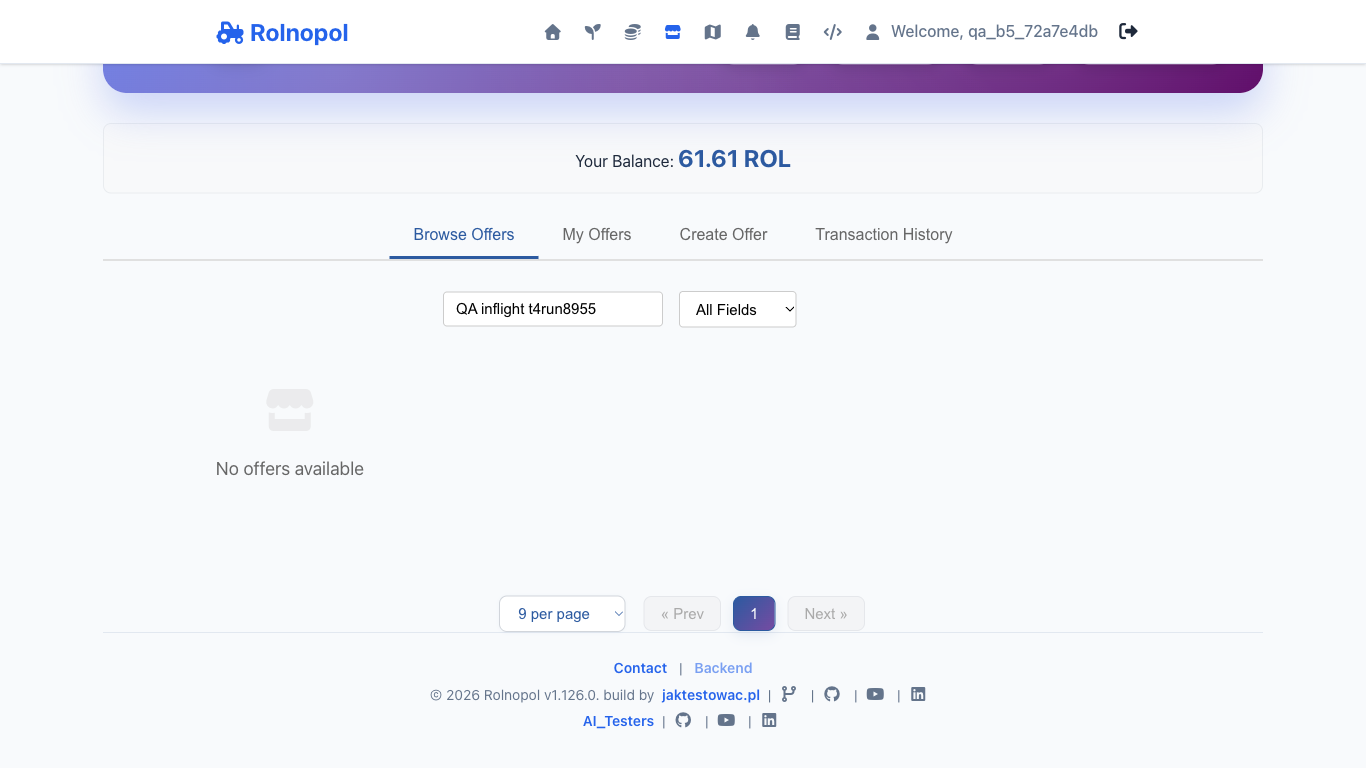 Rolnopol
Welcome, qa_b5_72a7e4db
Your Balance: 61.61 ROL
Browse Offers
My Offers
Create Offer
Transaction History
QA inflight t4run8955
All Fields
No offers available
9 per page
« Prev
1
Next »
Contact | Backend
© 2026 Rolnopol v1.126.0. build by jaktestowac.pl | | | |
AI_Testers | | |